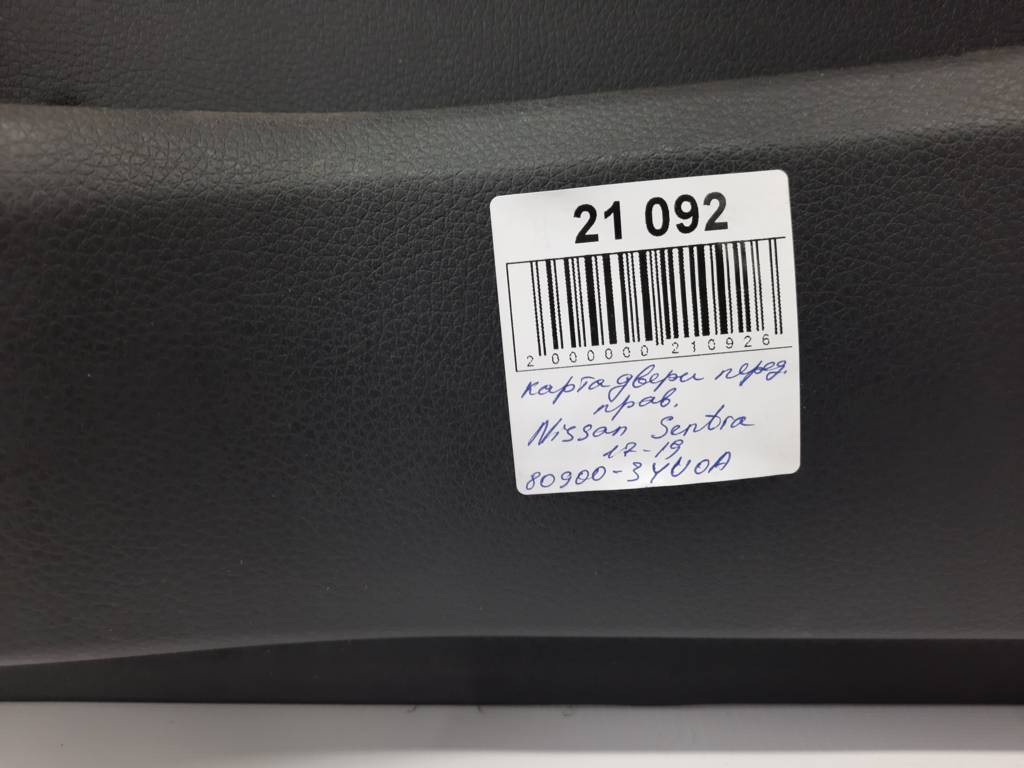 21 092
2 000000 210926
карта двери перед.
прав.
Nissan Sentra
17-19
80900-3YU0A